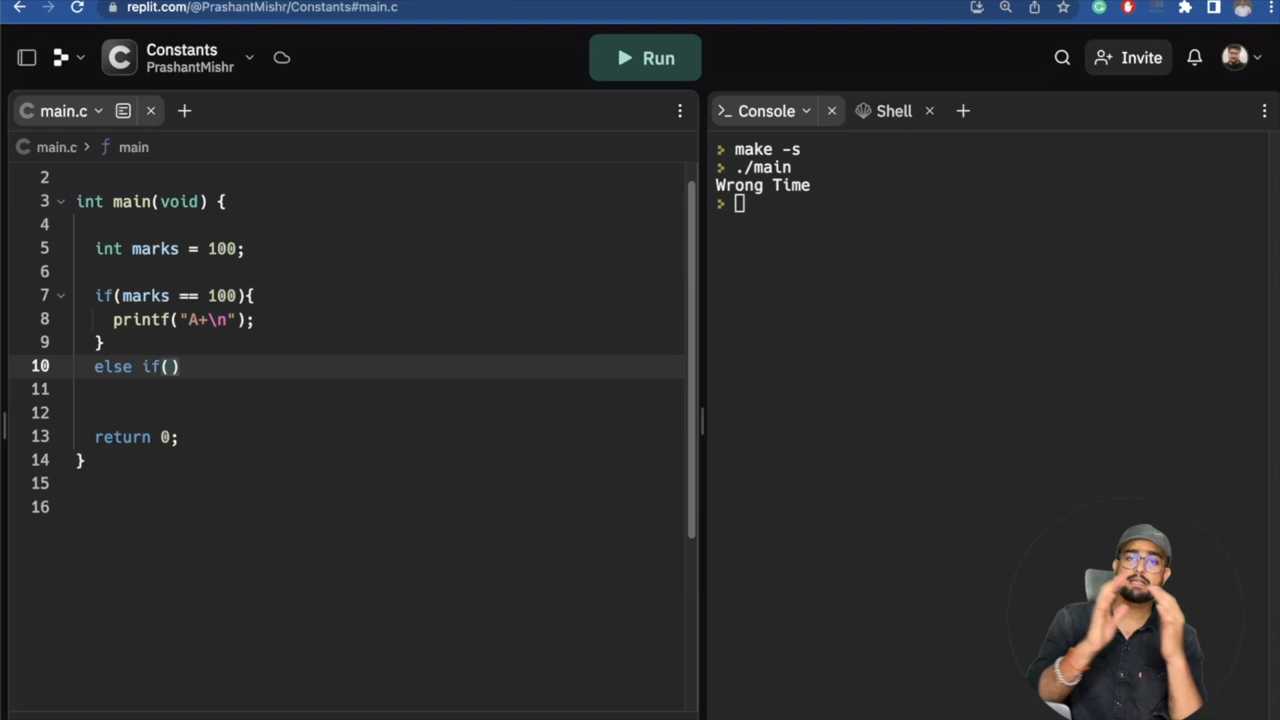 replit.com/@PrashantMishr/Constants#main.c
C Constants
PrashantMishr
Run
Invite
C main.c
Console
Shell
C main.c > f main
make -s
./main
Wrong Time
2
3 int main(void) {
4
5 int marks = 100;
6
7 if(marks == 100){
8 printf("A+\n");
9 }
10 else if()
11
12
13 return 0;
14 }
15
16